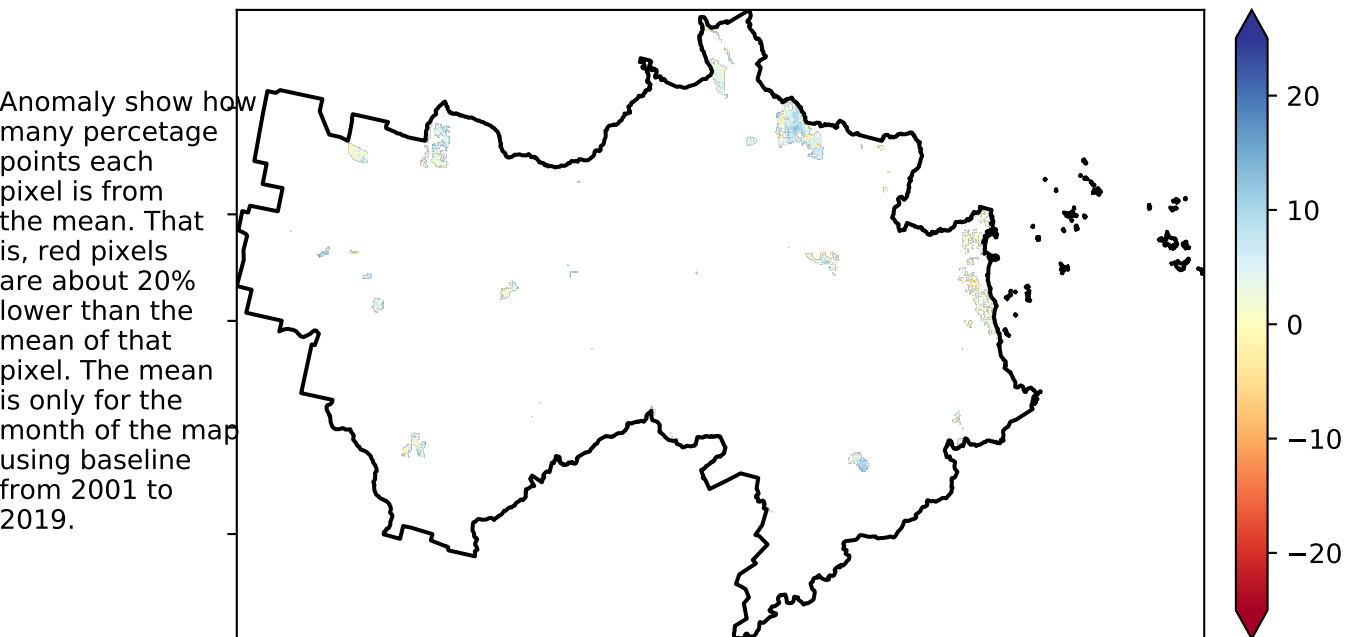 Anomaly show how
many percetage
points each
pixel is from
the mean. That
is, red pixels
are about 20%
lower than the
mean of that
pixel. The mean
is only for the
month of the map
using baseline
from 2001 to
2019.
20
10
0
−10
−20